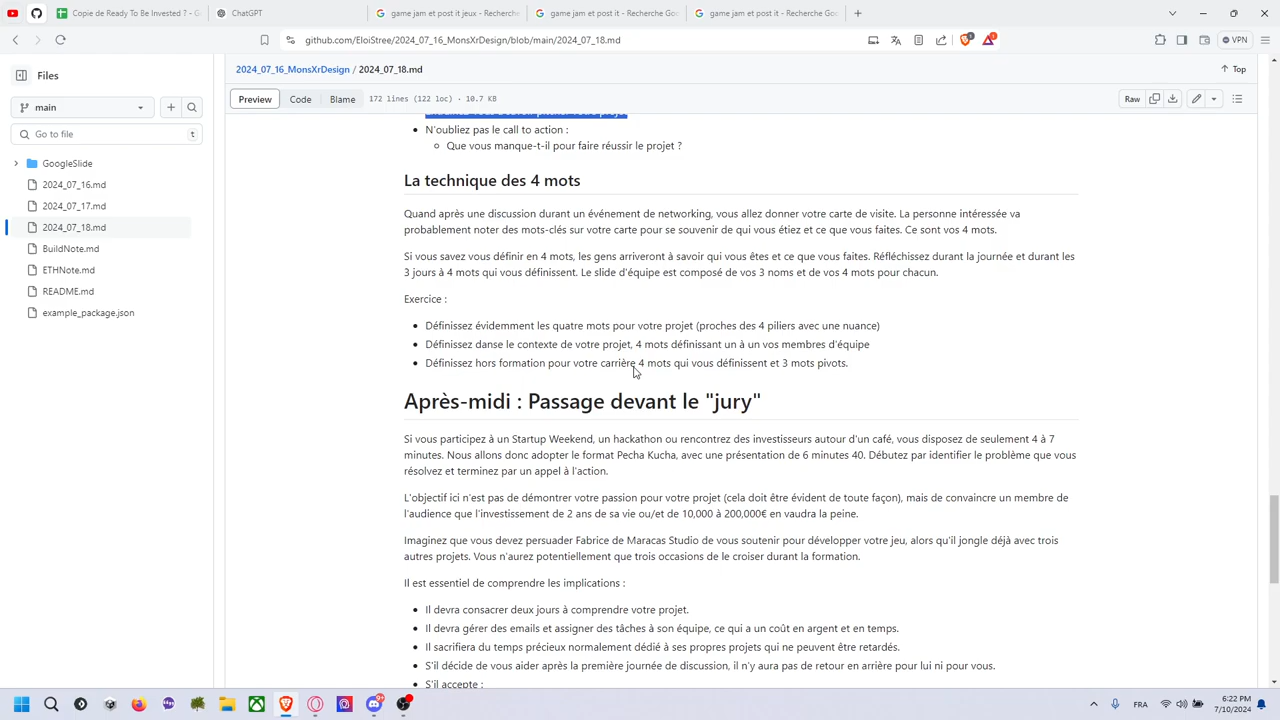 Copie de Ready To Be Invested ? - G
ChatGPT
game jam et post it jeux - Recherche
game jam et post it - Recherche Goo
game jam et post it - Recherche Goo
github.com/EloiStree/2024_07_16_MonsXrDesign/blob/main/2024_07_18.md
VPN
Files
main
Go to file
t
GoogleSlide
2024_07_16.md
2024_07_17.md
2024_07_18.md
BuildNote.md
ETHNote.md
README.md
example_package.json
2024_07_16_MonsXrDesign / 2024_07_18.md
Top
Preview Code Blame 172 lines (122 loc) · 10.7 KB
Raw
N'oubliez pas le call to action :
Que vous manque-t-il pour faire réussir le projet ?
La technique des 4 mots
Quand après une discussion durant un événement de networking, vous allez donner votre carte de visite. La personne intéressée va
probablement noter des mots-clés sur votre carte pour se souvenir de qui vous étiez et ce que vous faites. Ce sont vos 4 mots.
Si vous savez vous définir en 4 mots, les gens arriveront à savoir qui vous êtes et ce que vous faites. Réfléchissez durant la journée et durant les
3 jours à 4 mots qui vous définissent. Le slide d'équipe est composé de vos 3 noms et de vos 4 mots pour chacun.
Exercice :
Définissez évidemment les quatre mots pour votre projet (proches des 4 piliers avec une nuance)
Définissez danse le contexte de votre projet, 4 mots définissant un à un vos membres d'équipe
Définissez hors formation pour votre carrière 4 mots qui vous définissent et 3 mots pivots.
Après-midi : Passage devant le "jury"
Si vous participez à un Startup Weekend, un hackathon ou rencontrez des investisseurs autour d'un café, vous disposez de seulement 4 à 7
minutes. Nous allons donc adopter le format Pecha Kucha, avec une présentation de 6 minutes 40. Débutez par identifier le problème que vous
résolvez et terminez par un appel à l'action.
L'objectif ici n'est pas de démontrer votre passion pour votre projet (cela doit être évident de toute façon), mais de convaincre un membre de
l'audience que l'investissement de 2 ans de sa vie ou/et de 10,000 à 200,000€ en vaudra la peine.
Imaginez que vous devez persuader Fabrice de Maracas Studio de vous soutenir pour développer votre jeu, alors qu'il jongle déjà avec trois
autres projets. Vous n'aurez potentiellement que trois occasions de le croiser durant la formation.
Il est essentiel de comprendre les implications :
Il devra consacrer deux jours à comprendre votre projet.
Il devra gérer des emails et assigner des tâches à son équipe, ce qui a un coût en argent et en temps.
Il sacrifiera du temps précieux normalement dédié à ses propres projets qui ne peuvent être retardés.
S'il décide de vous aider après la première journée de discussion, il n'y aura pas de retour en arrière pour lui ni pour vous.
S'il accepte :
FRA
6:22 PM
7/10/2024